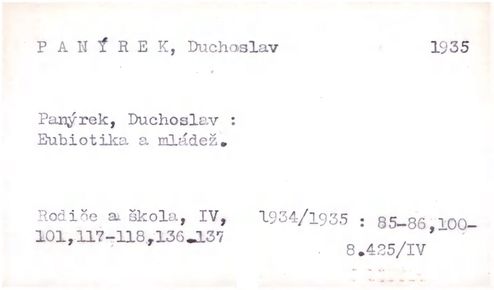 P A N Ý R E K, Duchoslav 1935
Panýrek, Duchoslav :
Eubiotika a mládež.
Rodiče a škola, IV, 1934/1935 : 85-86,100-
101,117-118,136.137
8.425/IV